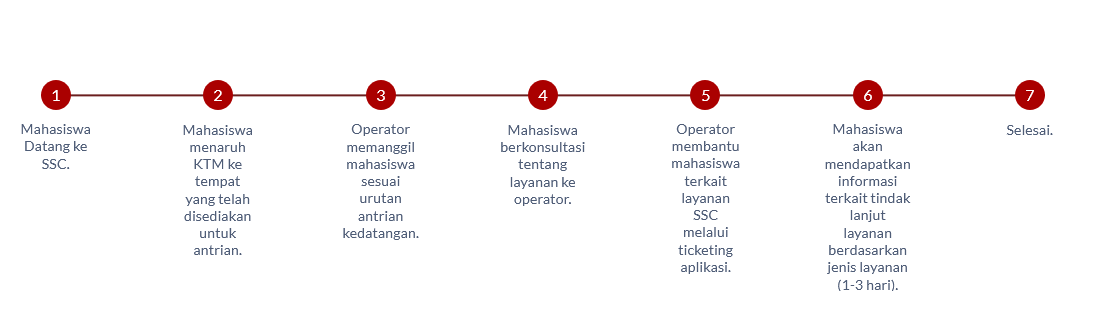 1
Mahasiswa
Datang ke
SSC.
2
Mahasiswa
menaruh
KTM ke
tempat
yang telah
disediakan
untuk
antrian.
3
Operator
memanggil
mahasiswa
sesuai
urutan
antrian
kedatangan.
4
Mahasiswa
berkonsultasi
tentang
layanan ke
operator.
5
Operator
membantu
mahasiswa
terkait
layanan
SSC
melalui
ticketing
aplikasi.
6
Mahasiswa
akan
mendapatkan
informasi
terkait tindak
lanjut
layanan
berdasarkan
jenis layanan
(1-3 hari).
7
Selesai.